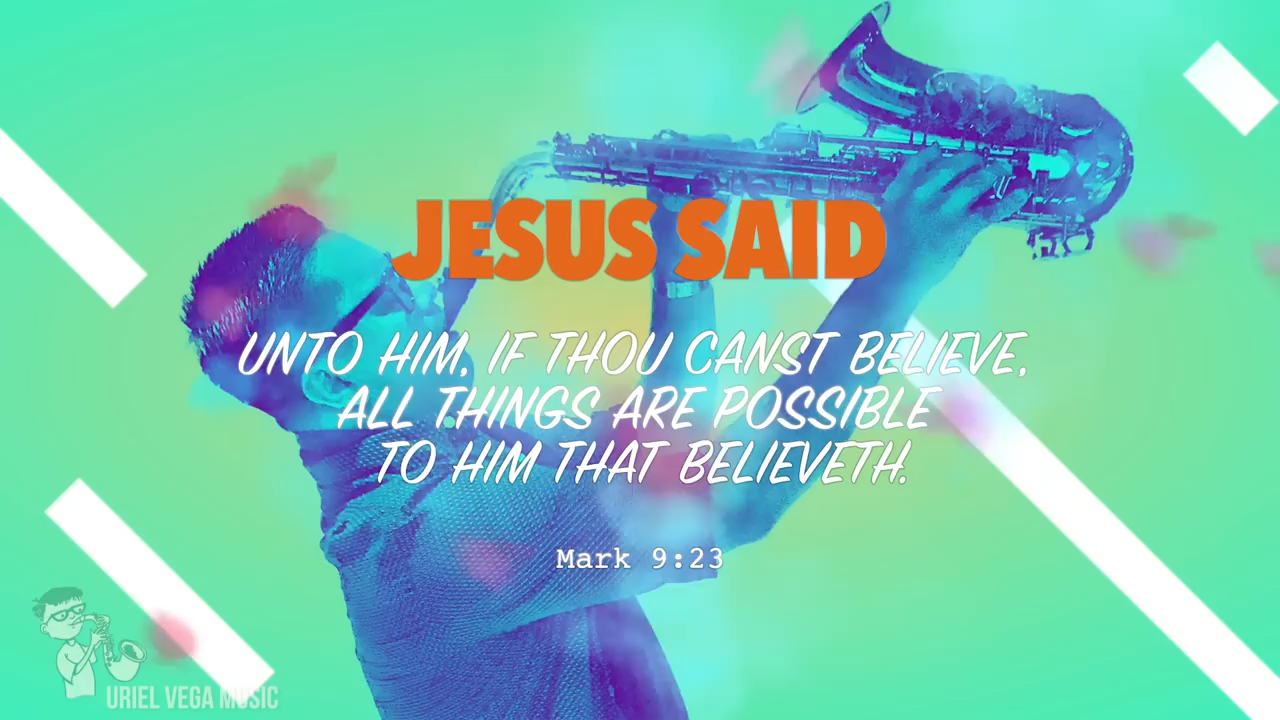 JESUS SAID
UNTO HIM, IF THOU CANST BELIEVE,
ALL THINGS ARE POSSIBLE
TO HIM THAT BELIEVETH.
Mark 9:23
URIEL VEGA MUSIC